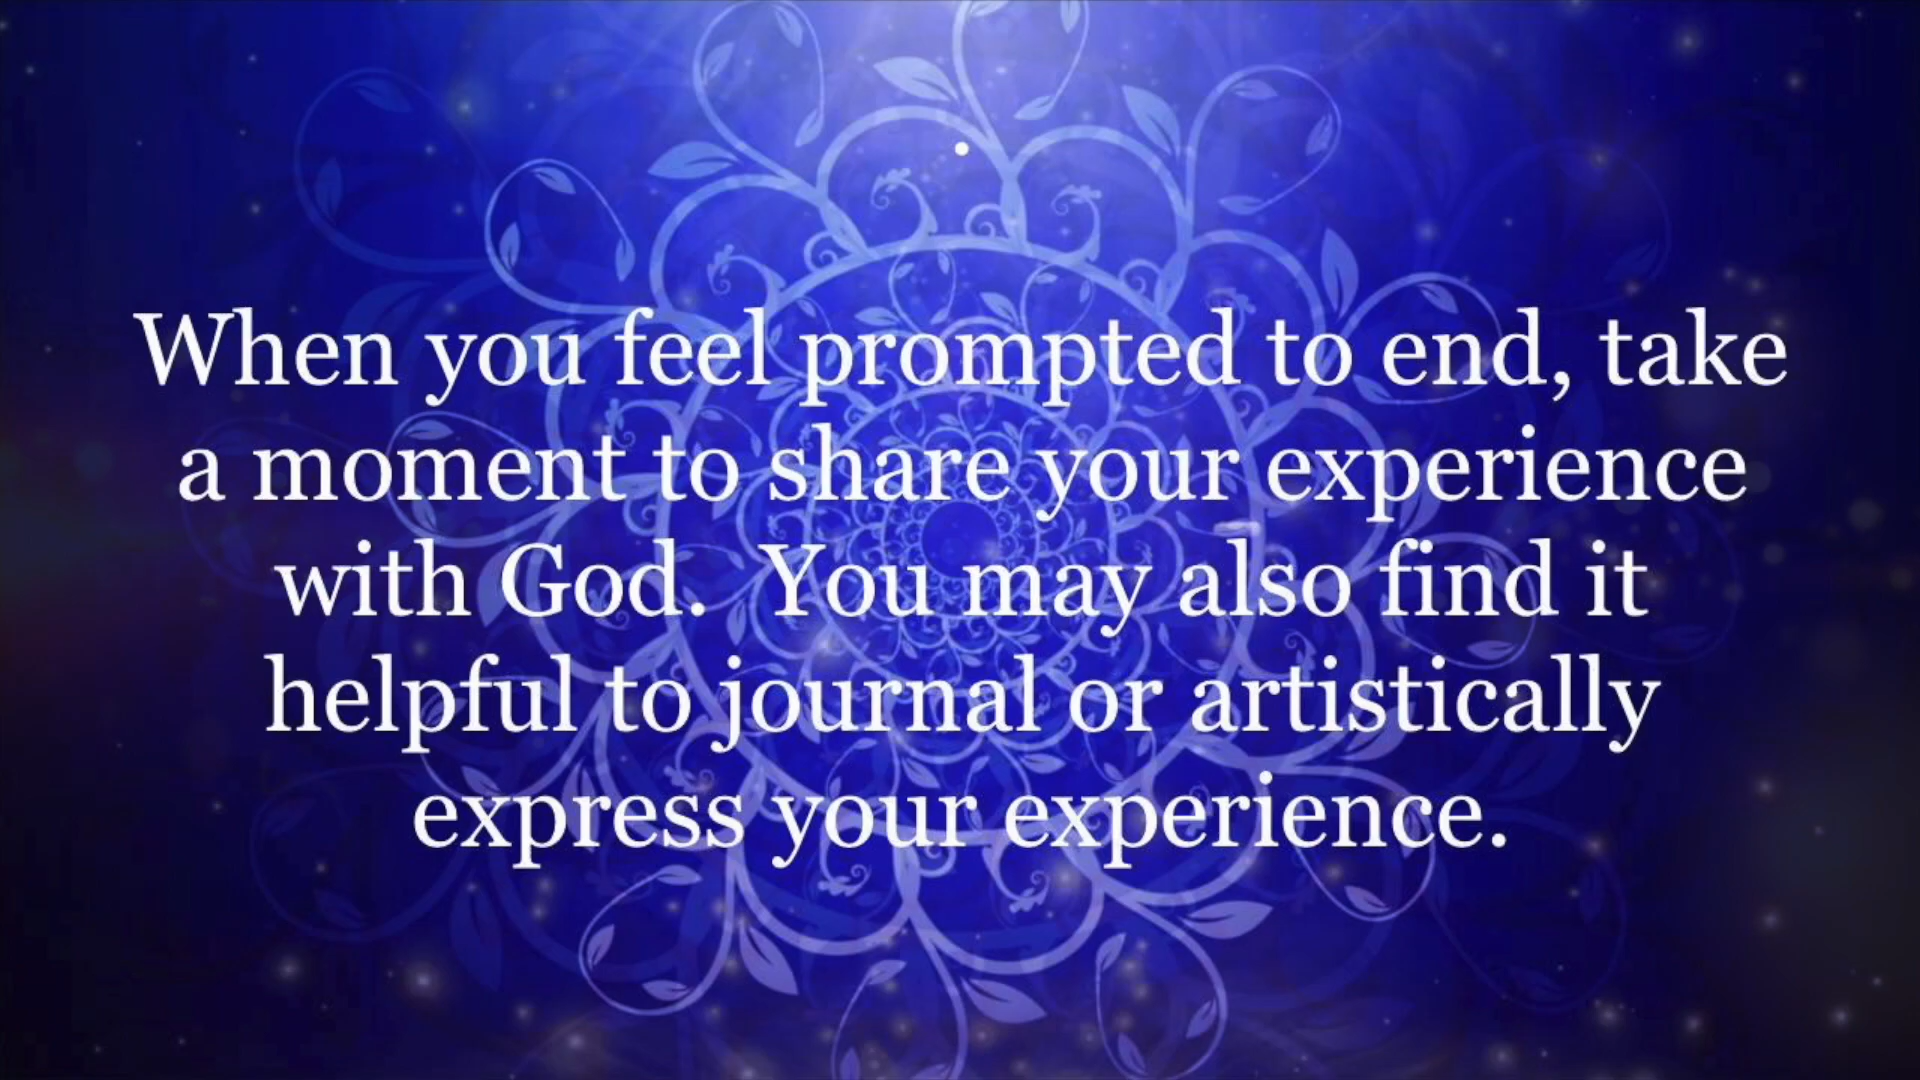 When you feel prompted to end, take
a moment to share your experience
with God.  You may also find it
helpful to journal or artistically
express your experience.